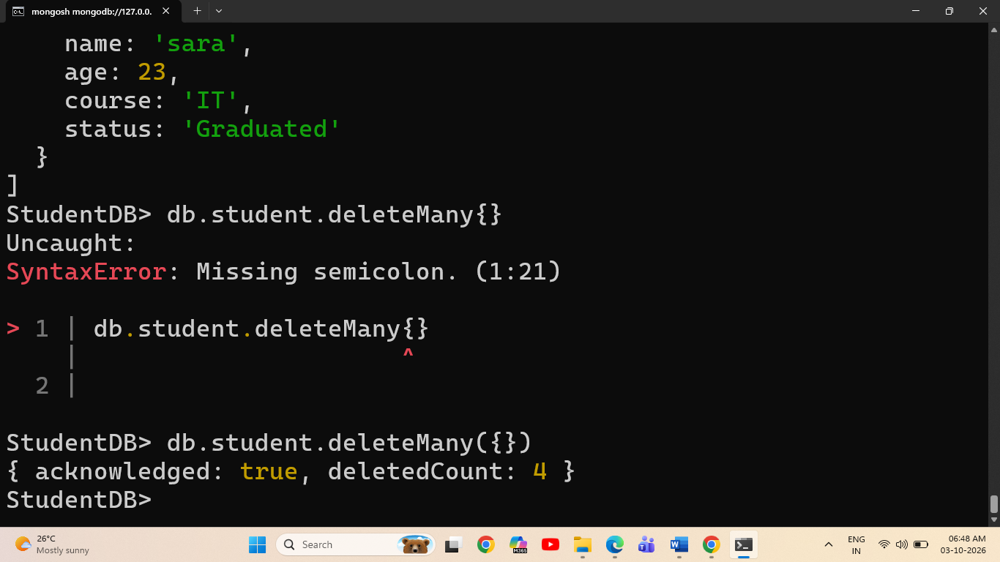 mongosh mongodb://127.0.0.
name: 'sara',
age: 23,
course: 'IT',
status: 'Graduated'
}
]
StudentDB> db.student.deleteMany{}
Uncaught:
SyntaxError: Missing semicolon. (1:21)
> 1 | db.student.deleteMany{}
| ^
2 |
StudentDB> db.student.deleteMany({})
{ acknowledged: true, deletedCount: 4 }
StudentDB>
26°C
Mostly sunny
Search
M365
ENG
IN
06:48 AM
03-10-2026